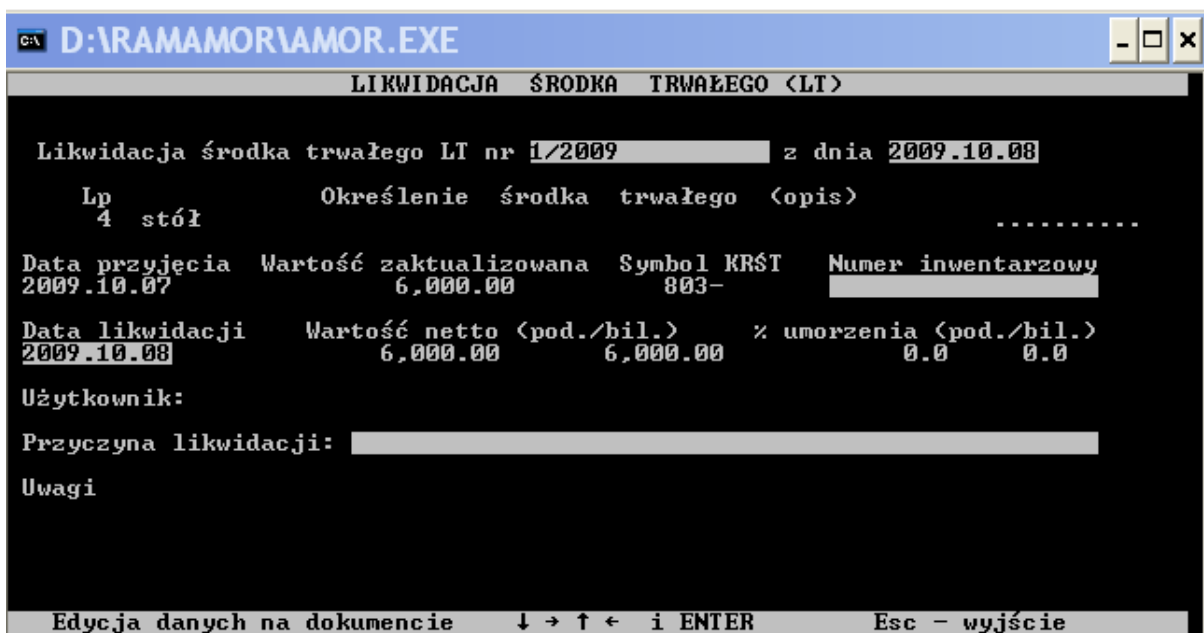 D:\RAMAMOR\AMOR.EXE
LIKWIDACJA ŚRODKA TRWAŁEGO (LT)
Likwidacja środka trwałego LT nr 1/2009 z dnia 2009.10.08
Lp Określenie środka trwałego (opis)
4 stół ..........
Data przyjęcia Wartość zaktualizowana Symbol KRŚT Numer inwentarzowy
2009.10.07 6,000.00 803-
Data likwidacji Wartość netto (pod./bil.) % umorzenia (pod./bil.)
2009.10.08 6,000.00 6,000.00 0.0 0.0
Użytkownik:
Przyczyna likwidacji:
Uwagi
Edycja danych na dokumencie ↓ → ↑ ← i ENTER Esc - wyjście